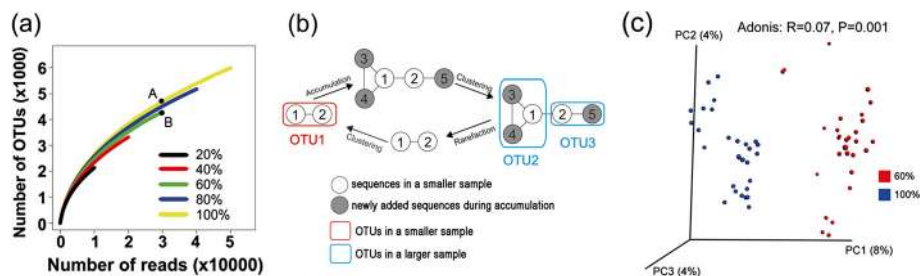 (a)
Number of OTUs (x1000)
6
5
4
3
2
1
0
A
B
20%
40%
60%
80%
100%
0 1 2 3 4 5
Number of reads (x10000)
(b)
3
1 2 5
4
Accumulation
Clustering
1 2
OTU1
3
1 2 5
4
OTU2
OTU3
Rarefaction
1 2
Clustering
sequences in a smaller sample
newly added sequences during accumulation
OTUs in a smaller sample
OTUs in a larger sample
(c)
Adonis: R=0.07, P=0.001
PC2 (4%)
60%
100%
PC1 (8%)
PC3 (4%)